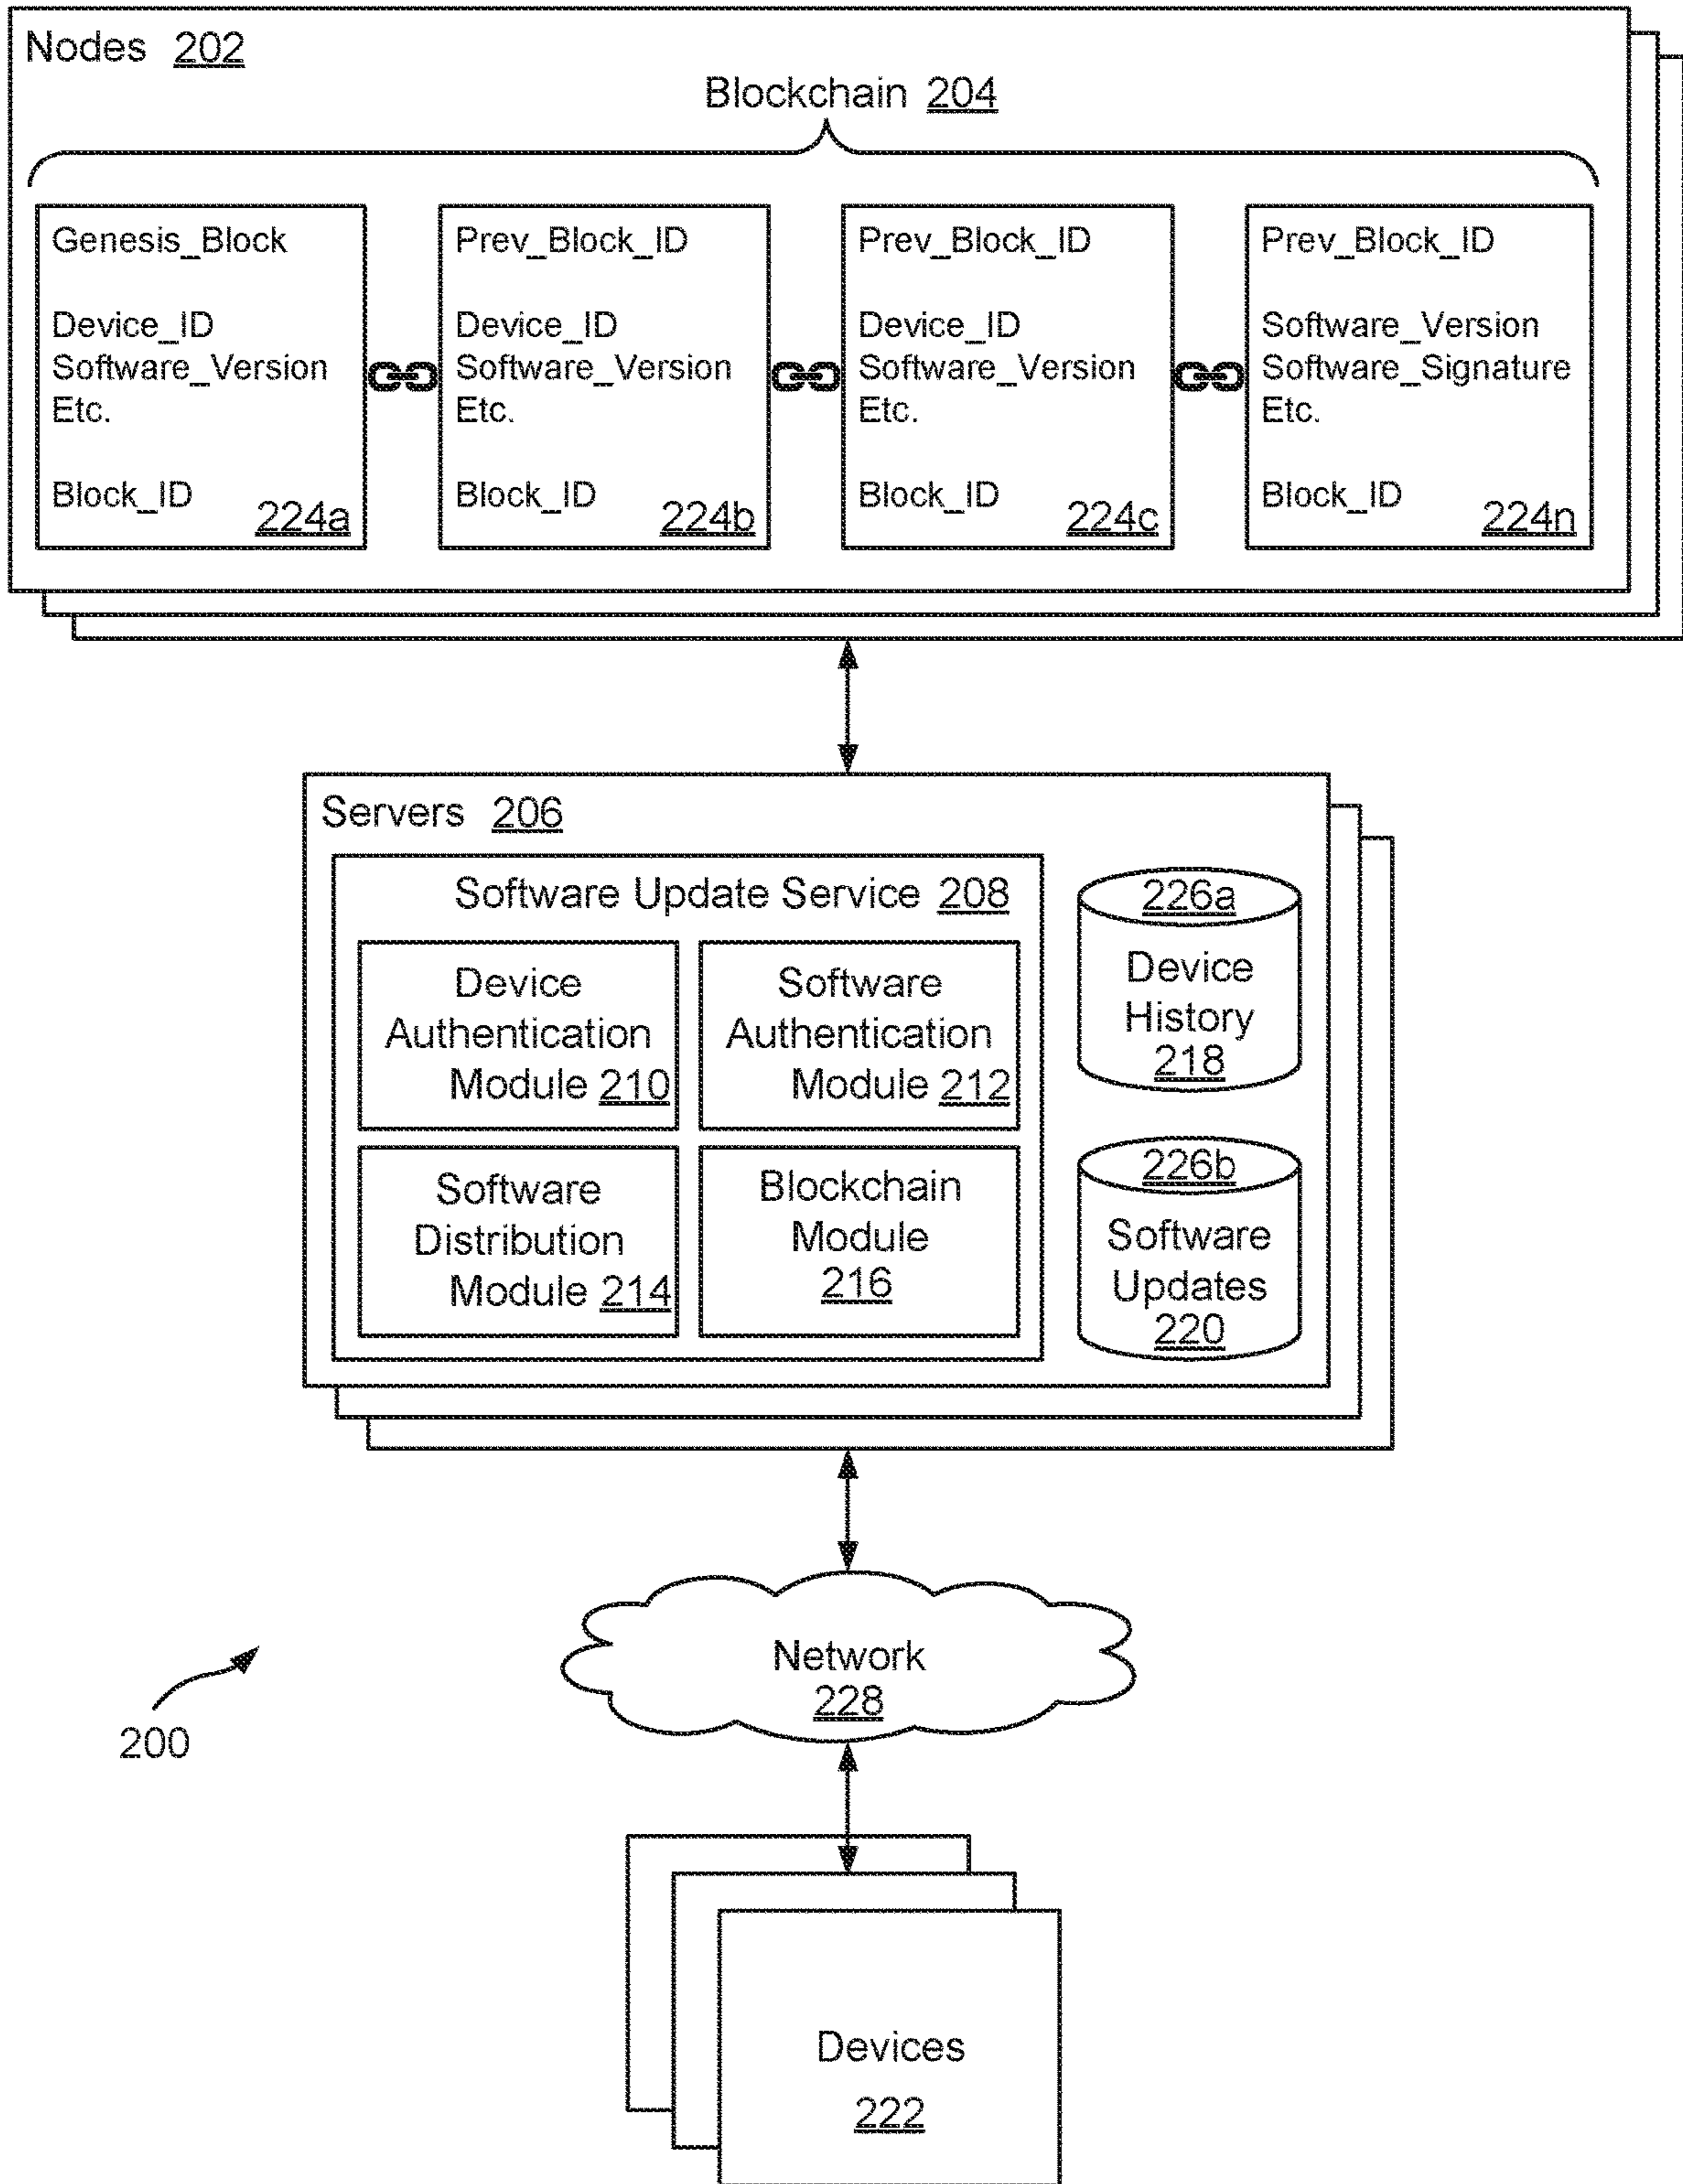 Nodes 202
Blockchain 204
Genesis_Block
Device_ID
Software_Version
Etc.
Block_ID
224a
Prev_Block_ID
Device_ID
Software_Version
Etc.
Block_ID
224b
Prev_Block_ID
Device_ID
Software_Version
Etc.
Block_ID
224c
Prev_Block_ID
Software_Version
Software_Signature
Etc.
Block_ID
224n
Servers 206
Software Update Service 208
Device
Authentication
Module 210
Software
Authentication
Module 212
Software
Distribution
Module 214
Blockchain
Module
216
226a
Device
History
218
226b
Software
Updates
220
Network
228
200
Devices
222